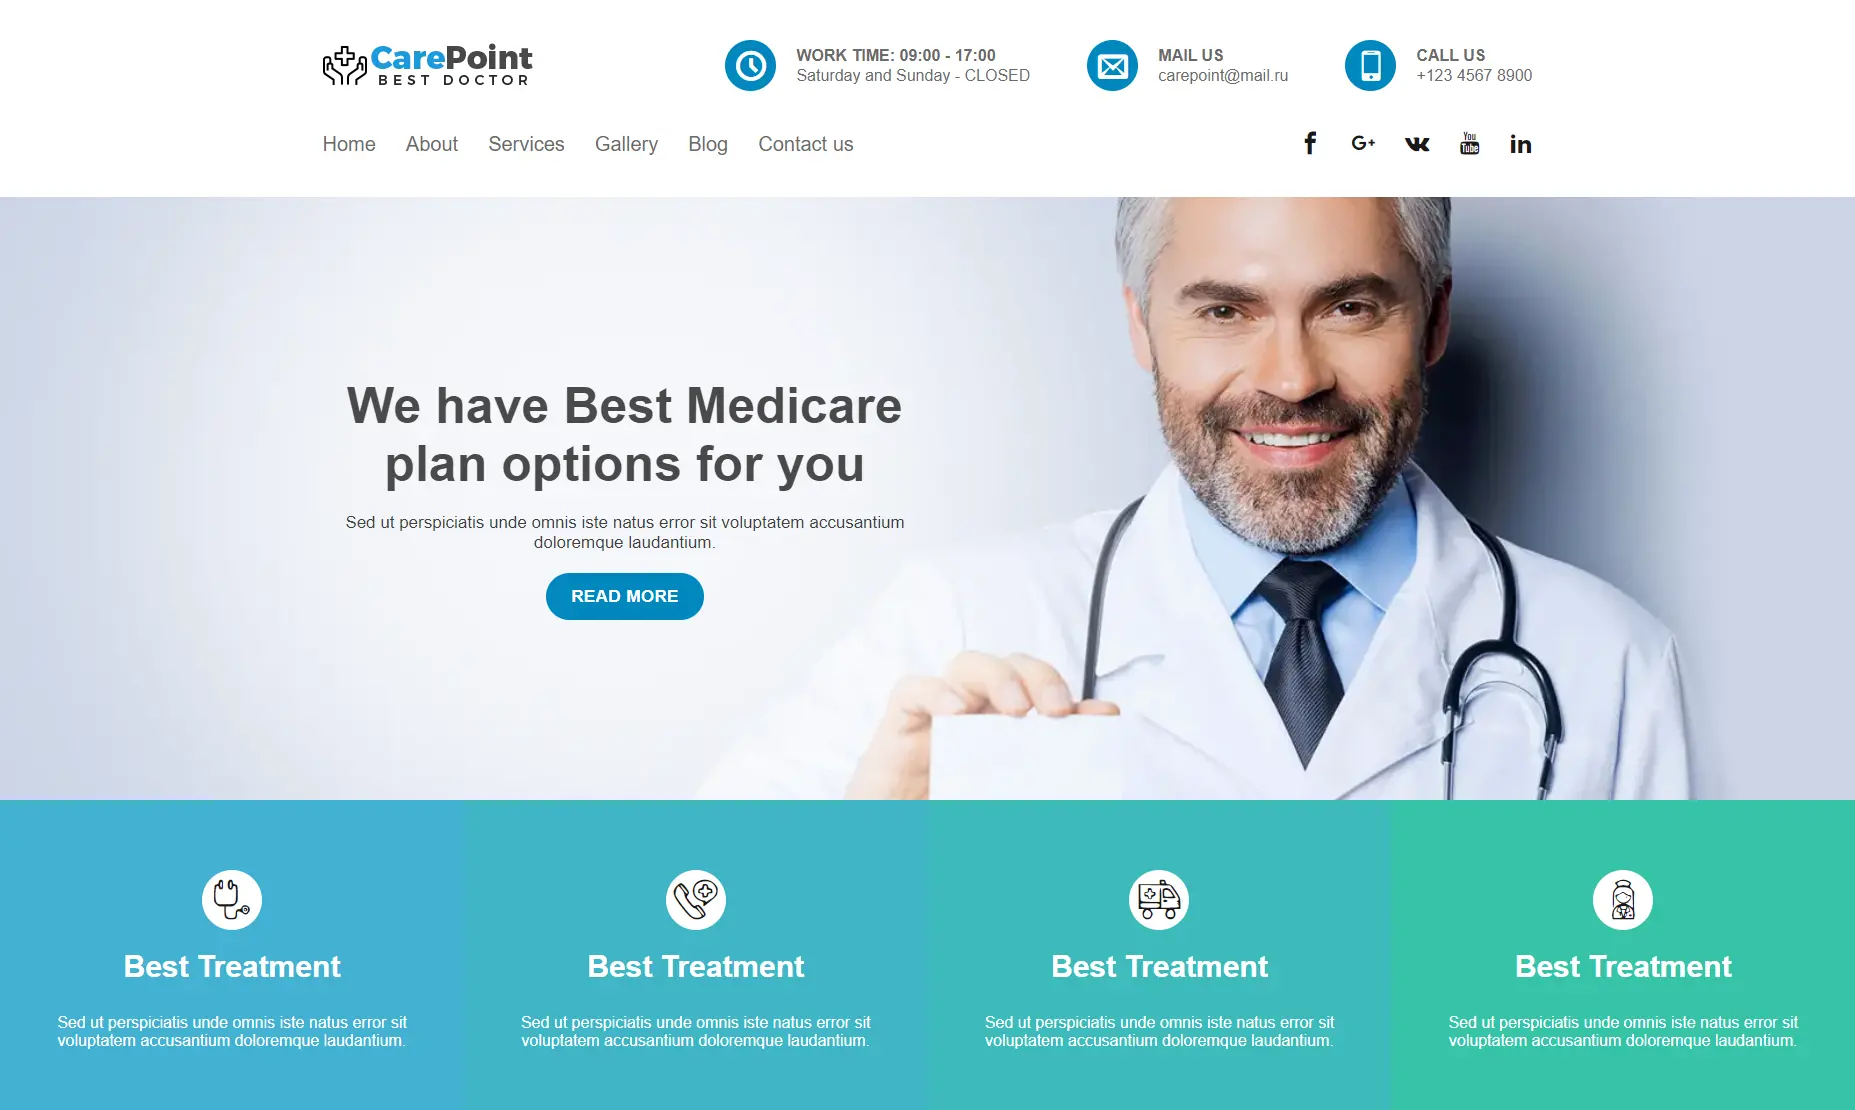 CarePoint
BEST DOCTOR
WORK TIME: 09:00 - 17:00
Saturday and Sunday - CLOSED
MAIL US
carepoint@mail.ru
CALL US
+123 4567 8900
Home
About
Services
Gallery
Blog
Contact us
G+
You
Tube
in
We have Best Medicare
plan options for you
Sed ut perspiciatis unde omnis iste natus error sit voluptatem accusantium
doloremque laudantium.
READ MORE
Best Treatment
Sed ut perspiciatis unde omnis iste natus error sit
voluptatem accusantium doloremque laudantium.
Best Treatment
Sed ut perspiciatis unde omnis iste natus error sit
voluptatem accusantium doloremque laudantium.
Best Treatment
Sed ut perspiciatis unde omnis iste natus error sit
voluptatem accusantium doloremque laudantium.
Best Treatment
Sed ut perspiciatis unde omnis iste natus error sit
voluptatem accusantium doloremque laudantium.